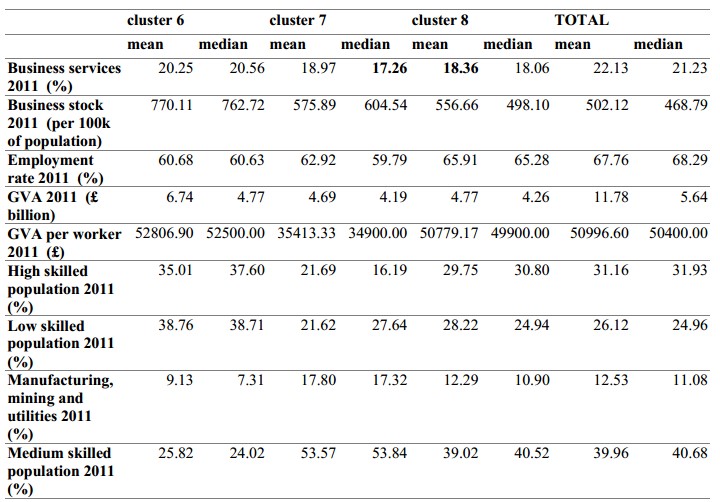 cluster 6 cluster 7 cluster 8 TOTAL
mean median mean median mean median mean median
Business services 20.25 20.56 18.97 17.26 18.36 18.06 22.13 21.23
2011 (%)
Business stock 770.11 762.72 575.89 604.54 556.66 498.10 502.12 468.79
2011 (per 100k
of population)
Employment 60.68 60.63 62.92 59.79 65.91 65.28 67.76 68.29
rate 2011 (%)
GVA 2011 (£ 6.74 4.77 4.69 4.19 4.77 4.26 11.78 5.64
billion)
GVA per worker 52806.90 52500.00 35413.33 34900.00 50779.17 49900.00 50996.60 50400.00
2011 (£)
High skilled 35.01 37.60 21.69 16.19 29.75 30.80 31.16 31.93
population 2011
(%)
Low skilled 38.76 38.71 21.62 27.64 28.22 24.94 26.12 24.96
population 2011
(%)
Manufacturing, 9.13 7.31 17.80 17.32 12.29 10.90 12.53 11.08
mining and
utilities 2011
(%)
Medium skilled 25.82 24.02 53.57 53.84 39.02 40.52 39.96 40.68
population 2011
(%)